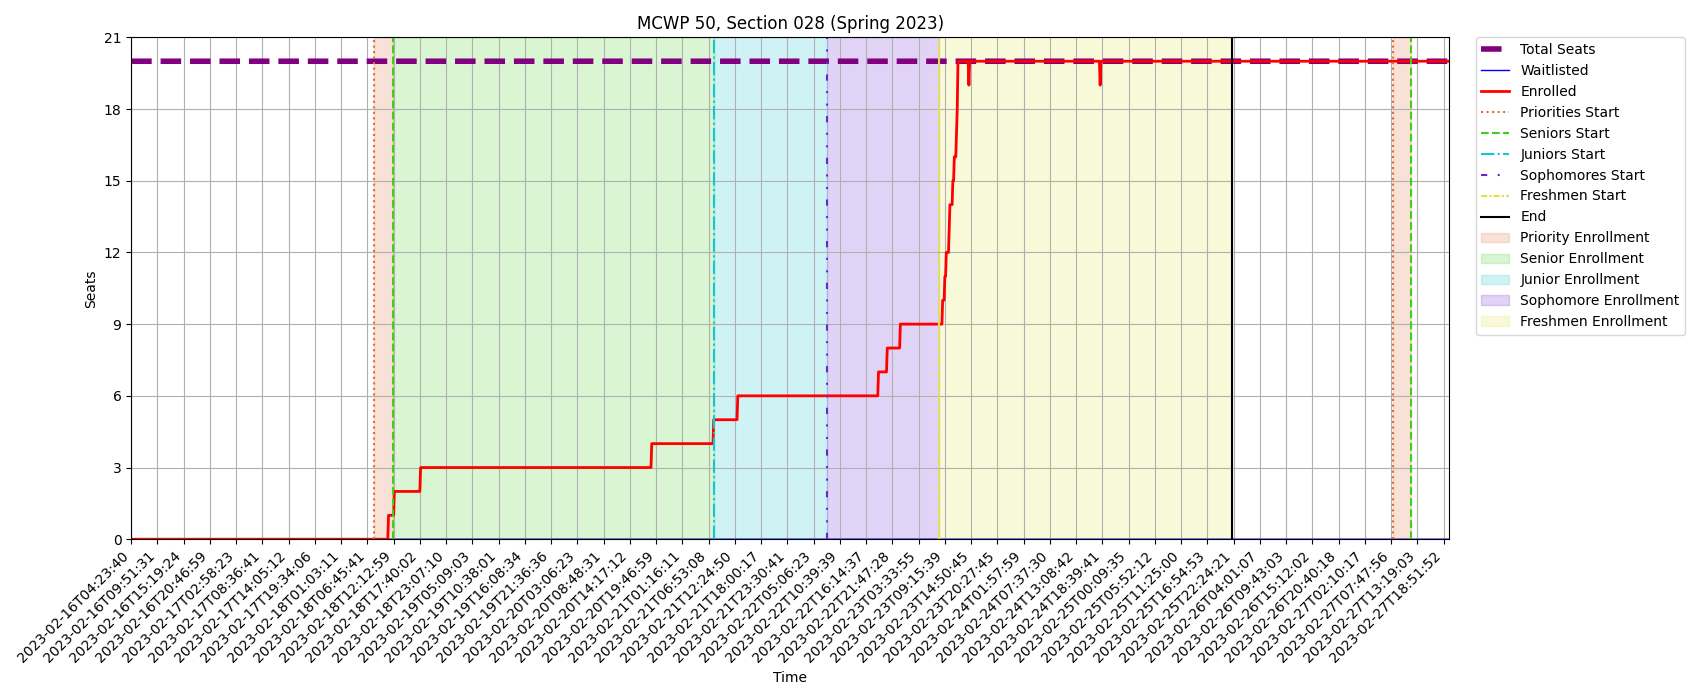 MCWP 50, Section 028 (Spring 2023)
21
18
15
12
9
6
3
0
Seats
2023-02-16T04:23:40
2023-02-16T09:51:31
2023-02-16T15:19:24
2023-02-16T20:46:59
2023-02-17T02:58:23
2023-02-17T08:36:41
2023-02-17T14:05:12
2023-02-17T19:34:06
2023-02-18T01:03:11
2023-02-18T06:45:41
2023-02-18T12:12:59
2023-02-18T17:40:02
2023-02-18T23:07:10
2023-02-19T05:09:03
2023-02-19T10:38:01
2023-02-19T16:08:34
2023-02-19T21:36:36
2023-02-20T03:06:23
2023-02-20T08:48:31
2023-02-20T14:17:12
2023-02-20T19:46:59
2023-02-21T01:16:11
2023-02-21T06:53:08
2023-02-21T12:24:50
2023-02-21T18:00:17
2023-02-21T23:30:41
2023-02-22T05:06:23
2023-02-22T10:39:39
2023-02-22T16:14:37
2023-02-22T21:47:28
2023-02-23T03:33:55
2023-02-23T09:15:39
2023-02-23T14:50:45
2023-02-23T20:27:45
2023-02-24T01:57:59
2023-02-24T07:37:30
2023-02-24T13:08:42
2023-02-24T18:39:41
2023-02-25T00:09:35
2023-02-25T05:52:12
2023-02-25T11:25:00
2023-02-25T16:54:53
2023-02-25T22:24:21
2023-02-26T04:01:07
2023-02-26T09:43:03
2023-02-26T15:12:02
2023-02-26T20:40:18
2023-02-27T02:10:17
2023-02-27T07:47:56
2023-02-27T13:19:03
2023-02-27T18:51:52
Time
Total Seats
Waitlisted
Enrolled
Priorities Start
Seniors Start
Juniors Start
Sophomores Start
Freshmen Start
End
Priority Enrollment
Senior Enrollment
Junior Enrollment
Sophomore Enrollment
Freshmen Enrollment